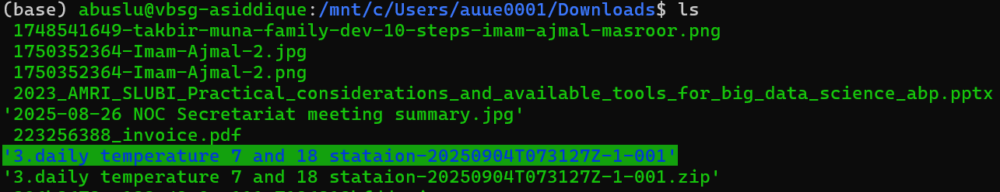 (base) abuslu@vbsg-asiddique:/mnt/c/Users/auue0001/Downloads$ ls
1748541649-takbir-muna-family-dev-10-steps-imam-ajmal-masroor.png
1750352364-Imam-Ajmal-2.jpg
1750352364-Imam-Ajmal-2.png
2023_AMRI_SLUBI_Practical_considerations_and_available_tools_for_big_data_science_abp.pptx
'2025-08-26 NOC Secretariat meeting summary.jpg'
223256388_invoice.pdf
'3.daily temperature 7 and 18 stataion-20250904T073127Z-1-001'
'3.daily temperature 7 and 18 stataion-20250904T073127Z-1-001.zip'